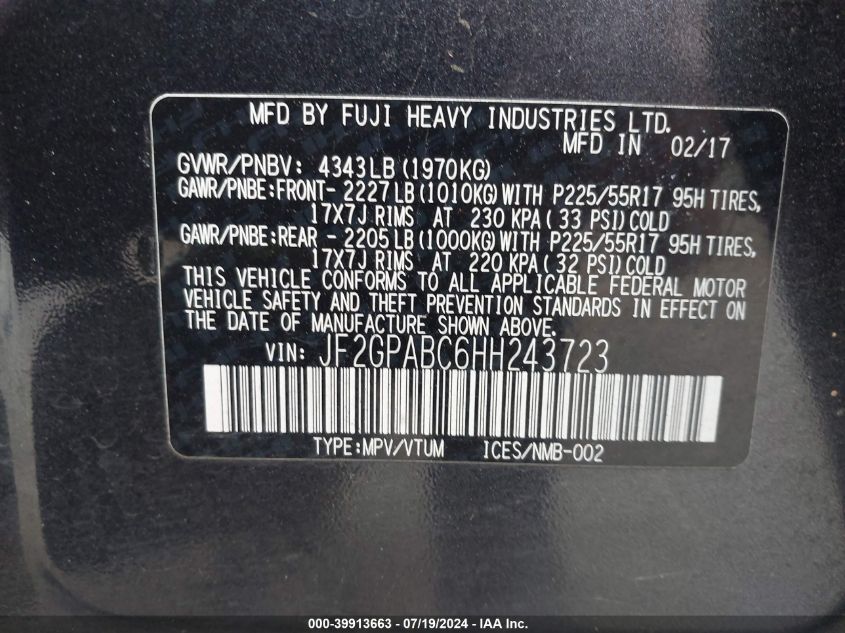 MFD BY FUJI HEAVY INDUSTRIES LTD.
MFD IN 02/17
GVWR/PNBV: 4343LB (1970KG)
GAWR/PNBE:FRONT- 2227LB(1010KG)WITH P225/55R17 95H TIRES,
17X7J RIMS AT 230 KPA( 33 PSI)COLD
GAWR/PNBE:REAR - 2205LB(1000KG)WITH P225/55R17 95H TIRES,
17X7J RIMS AT 220 KPA( 32 PSI)COLD
THIS VEHICLE CONFORMS TO ALL APPLICABLE FEDERAL MOTOR
VEHICLE SAFETY AND THEFT PREVENTION STANDARDS IN EFFECT ON
THE DATE OF MANUFACTURE SHOWN ABOVE.
VIN: JF2GPABC6HH243723
TYPE:MPV/VTUM ICES/NMB-002
000-39913663 - 07/19/2024 - IAA Inc.